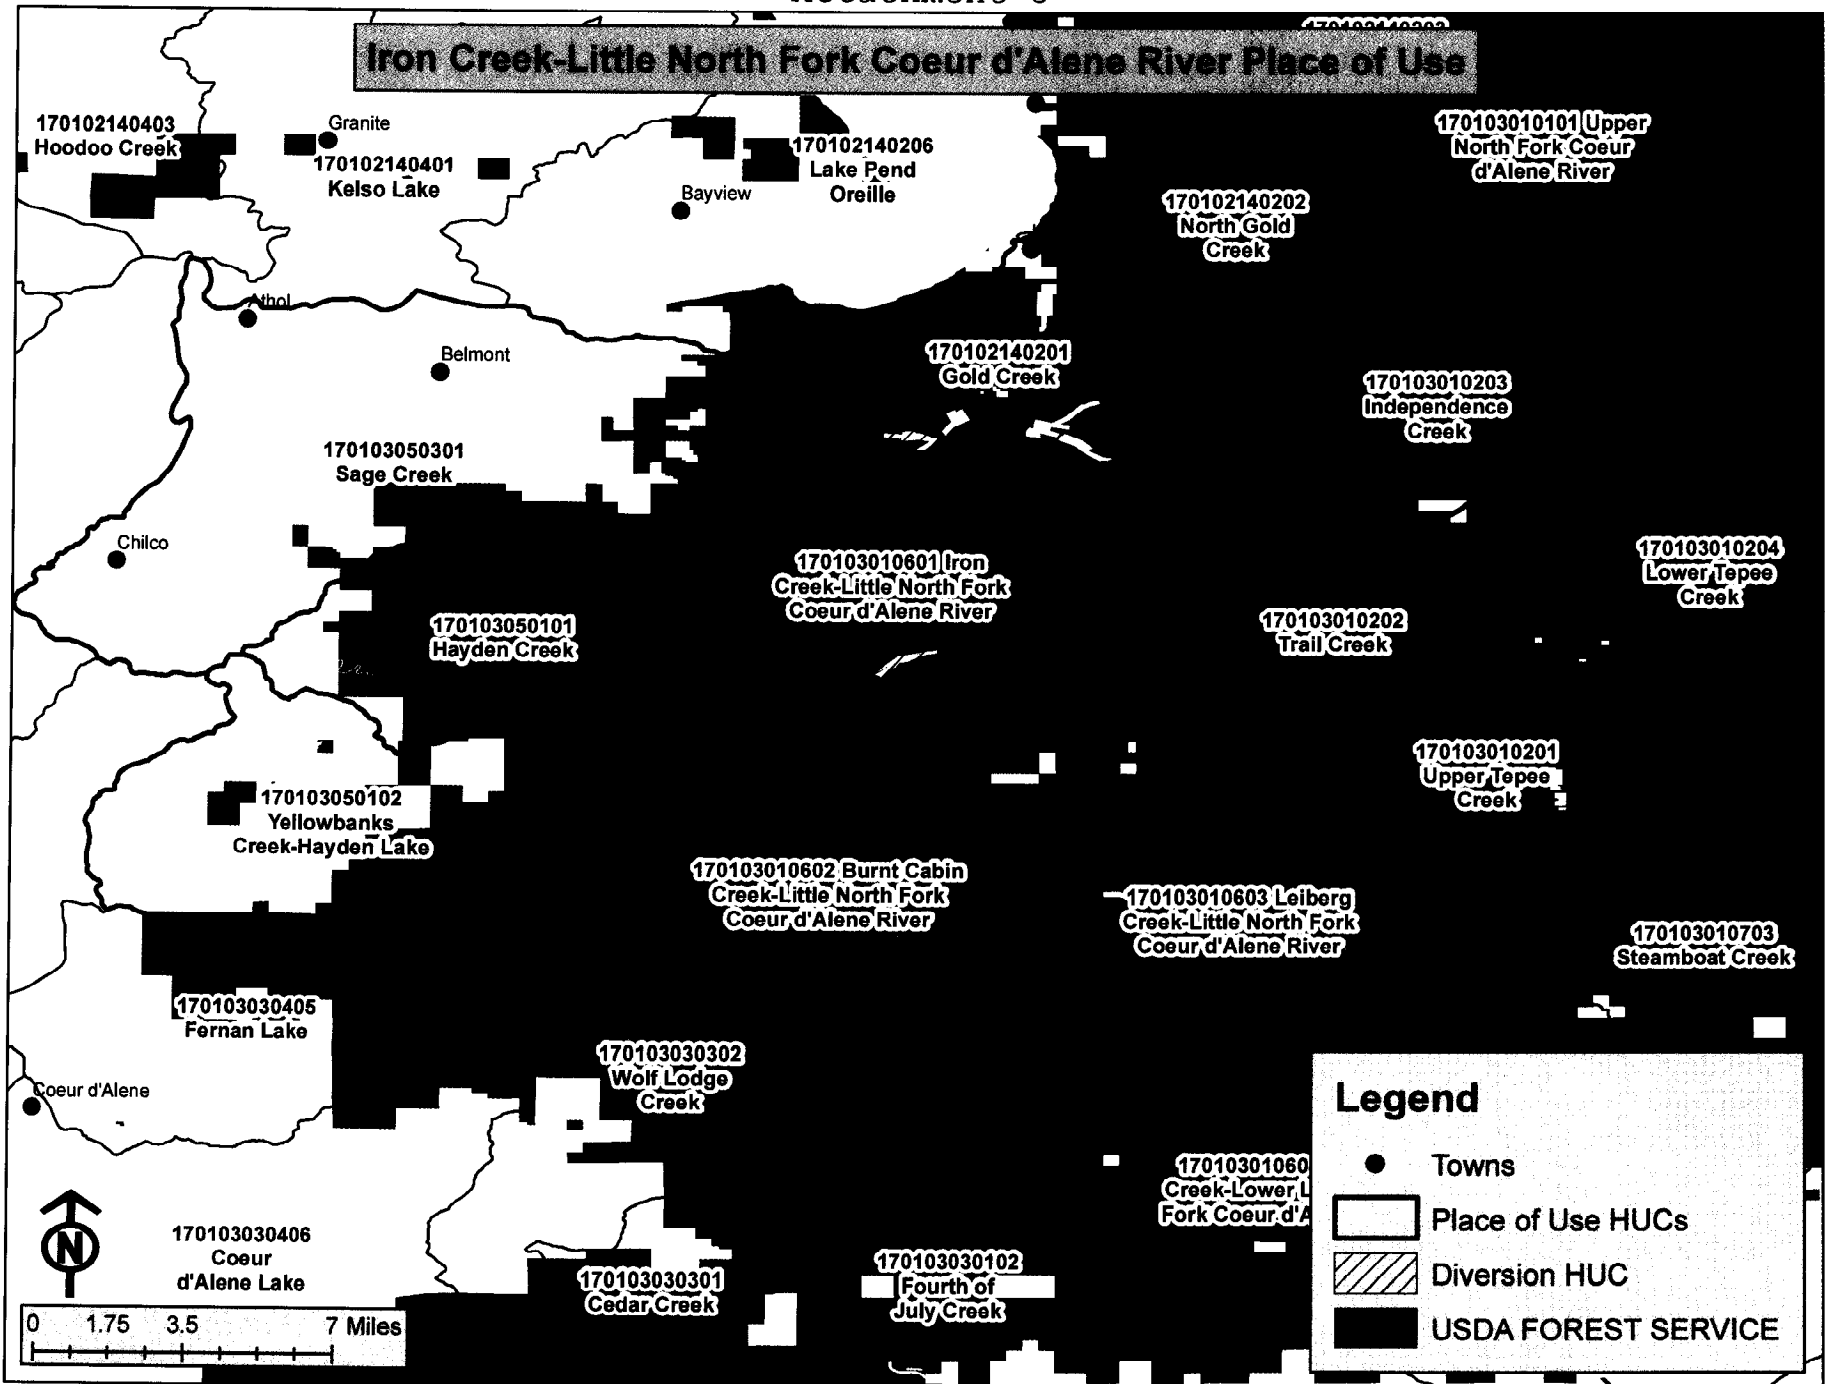 Iron Creek-Little North Fork Coeur d'Alene River Place of Use
170102140403
Hoodoo Creek
Granite
170102140401
Kelso Lake
170102140206
Lake Pend
Oreille
Bayview
170103010101 Upper
North Fork Coeur
d'Alene River
170102140202
North Gold
Creek
Athol
Belmont
170102140201
Gold Creek
170103010203
Independence
Creek
170103050301
Sage Creek
Chilco
170103010601 Iron
Creek-Little North Fork
Coeur d'Alene River
170103010204
Lower Tepee
Creek
170103050101
Hayden Creek
170103010202
Trail Creek
170103010201
Upper Tepee
Creek
170103050102
Yellowbanks
Creek-Hayden Lake
170103010602 Burnt Cabin
Creek-Little North Fork
Coeur d'Alene River
170103010603 Leiberg
Creek-Little North Fork
Coeur d'Alene River
170103010703
Steamboat Creek
170103030405
Fernan Lake
170103030302
Wolf Lodge
Creek
Coeur d'Alene
17010301060
Creek-Lower L
Fork Coeur d'A
170103030406
Coeur
d'Alene Lake
170103030301
Cedar Creek
170103030102
Fourth of
July Creek
N
0 1.75 3.5 7 Miles
Legend
Towns
Place of Use HUCs
Diversion HUC
USDA FOREST SERVICE